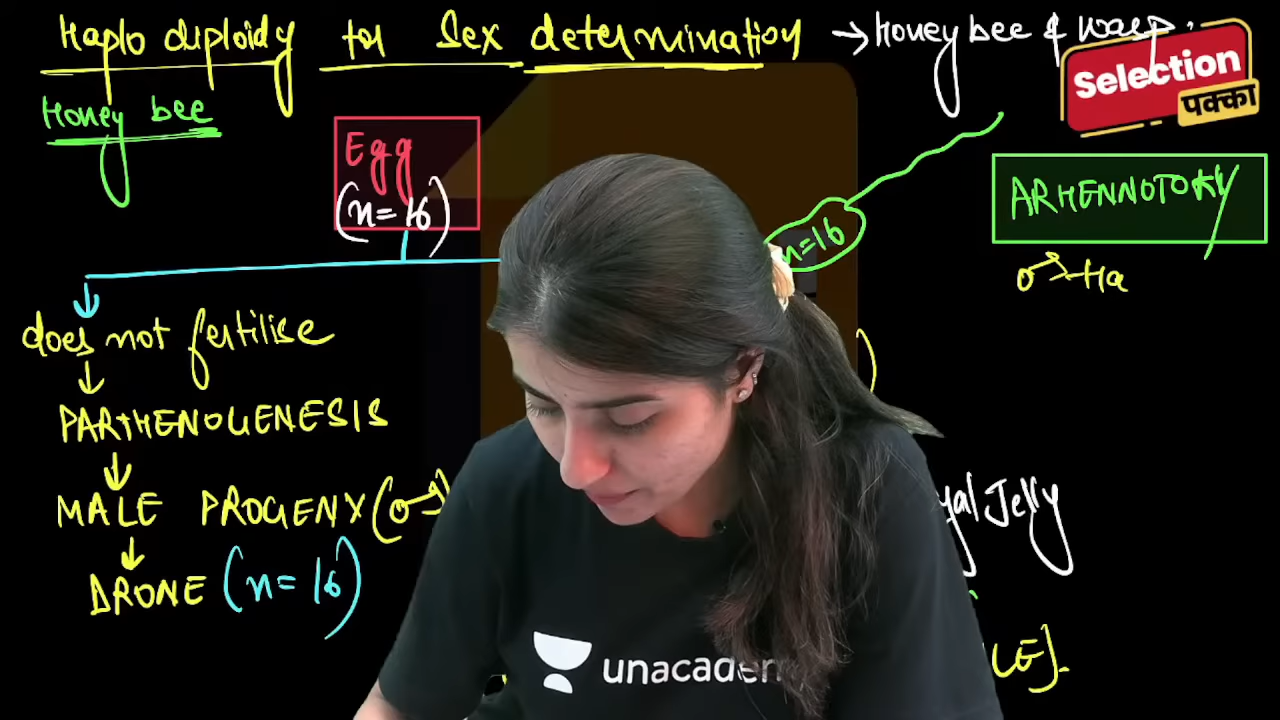 Haplo diploidy for Sex determination → Honey bee & wasp.
Selection
पक्का
Honey bee
Egg
(n=16)
n=16
ARHENNOTOKY
♂ → Ha
does not fertilise
↓
PARTHENOGENESIS
↓
MALE PROGENY (♂)
Jelly
↓
DRONE (n=16)
unacadem